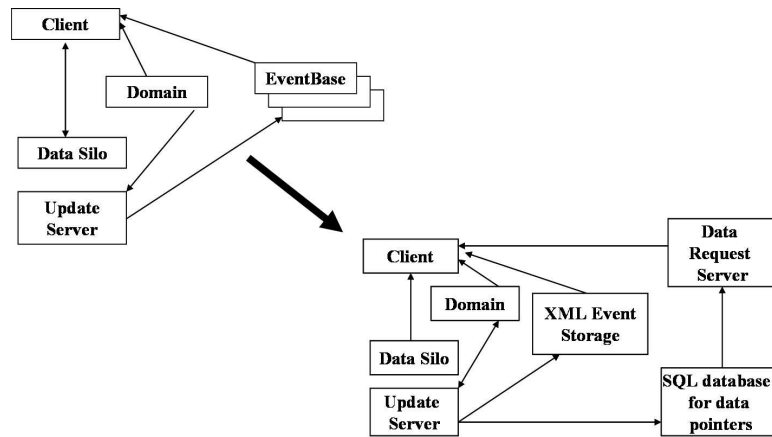 Client
EventBase
Domain
Data Silo
Update
Server
Client
Data
Request
Server
Domain
XML Event
Storage
Data Silo
Update
Server
SQL database
for data
pointers